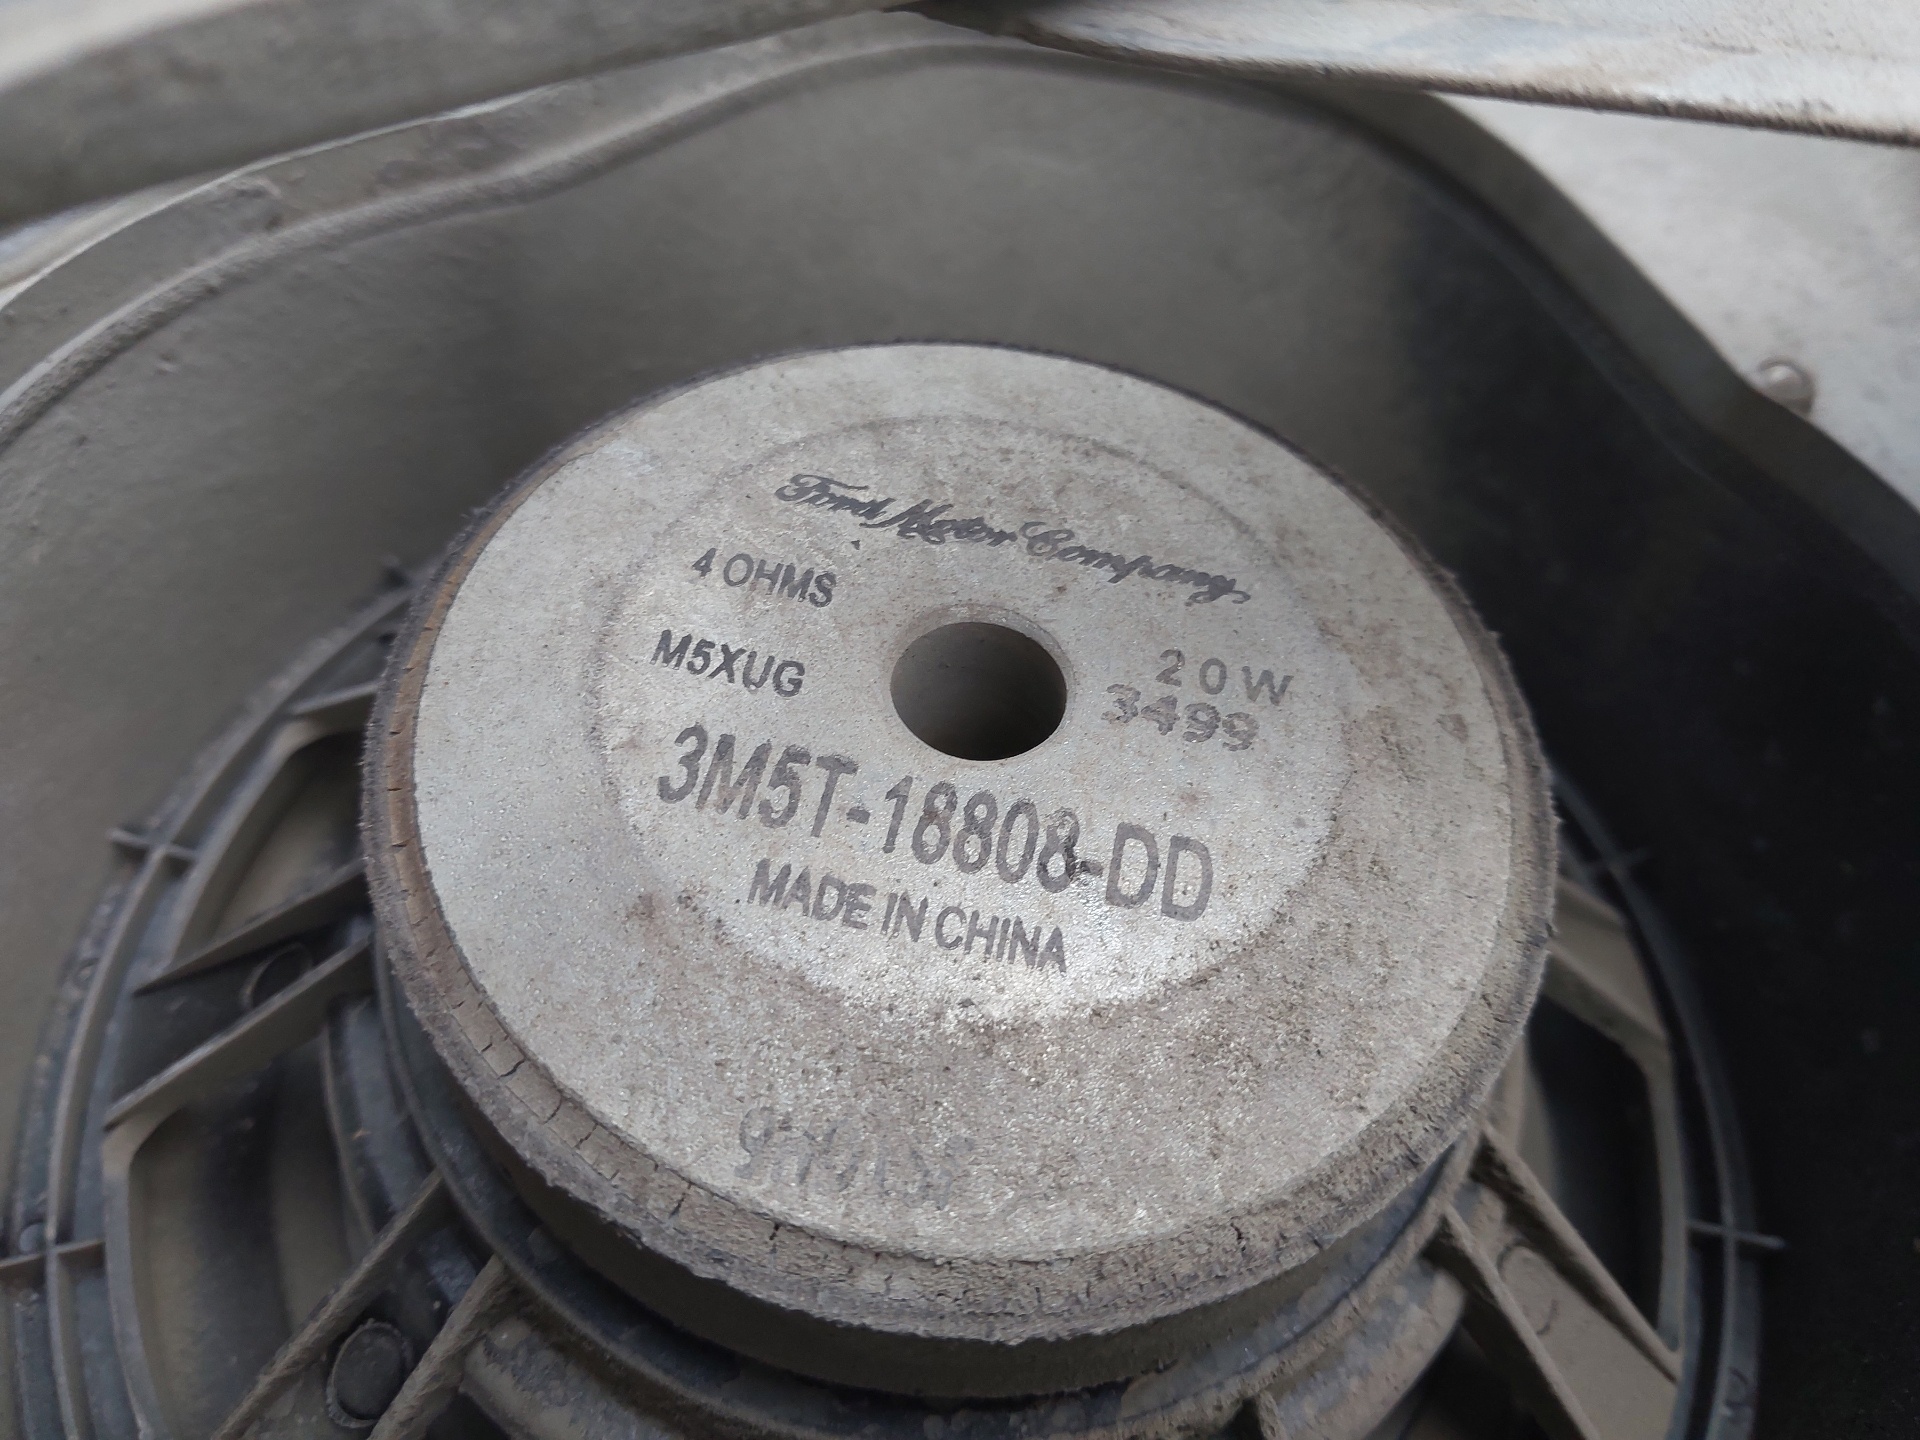 Ford Motor Company
4 OHMS
20W
M5XUG
3499
3M5T-18808-DD
MADE IN CHINA